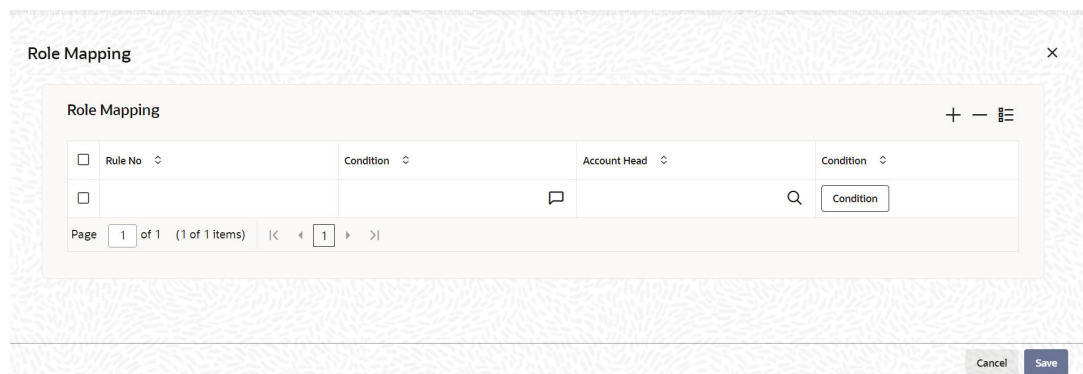 Role Mapping
Role Mapping
Rule No Condition Account Head Condition
Condition
Page 1 of 1 (1 of 1 items) 1
Cancel Save